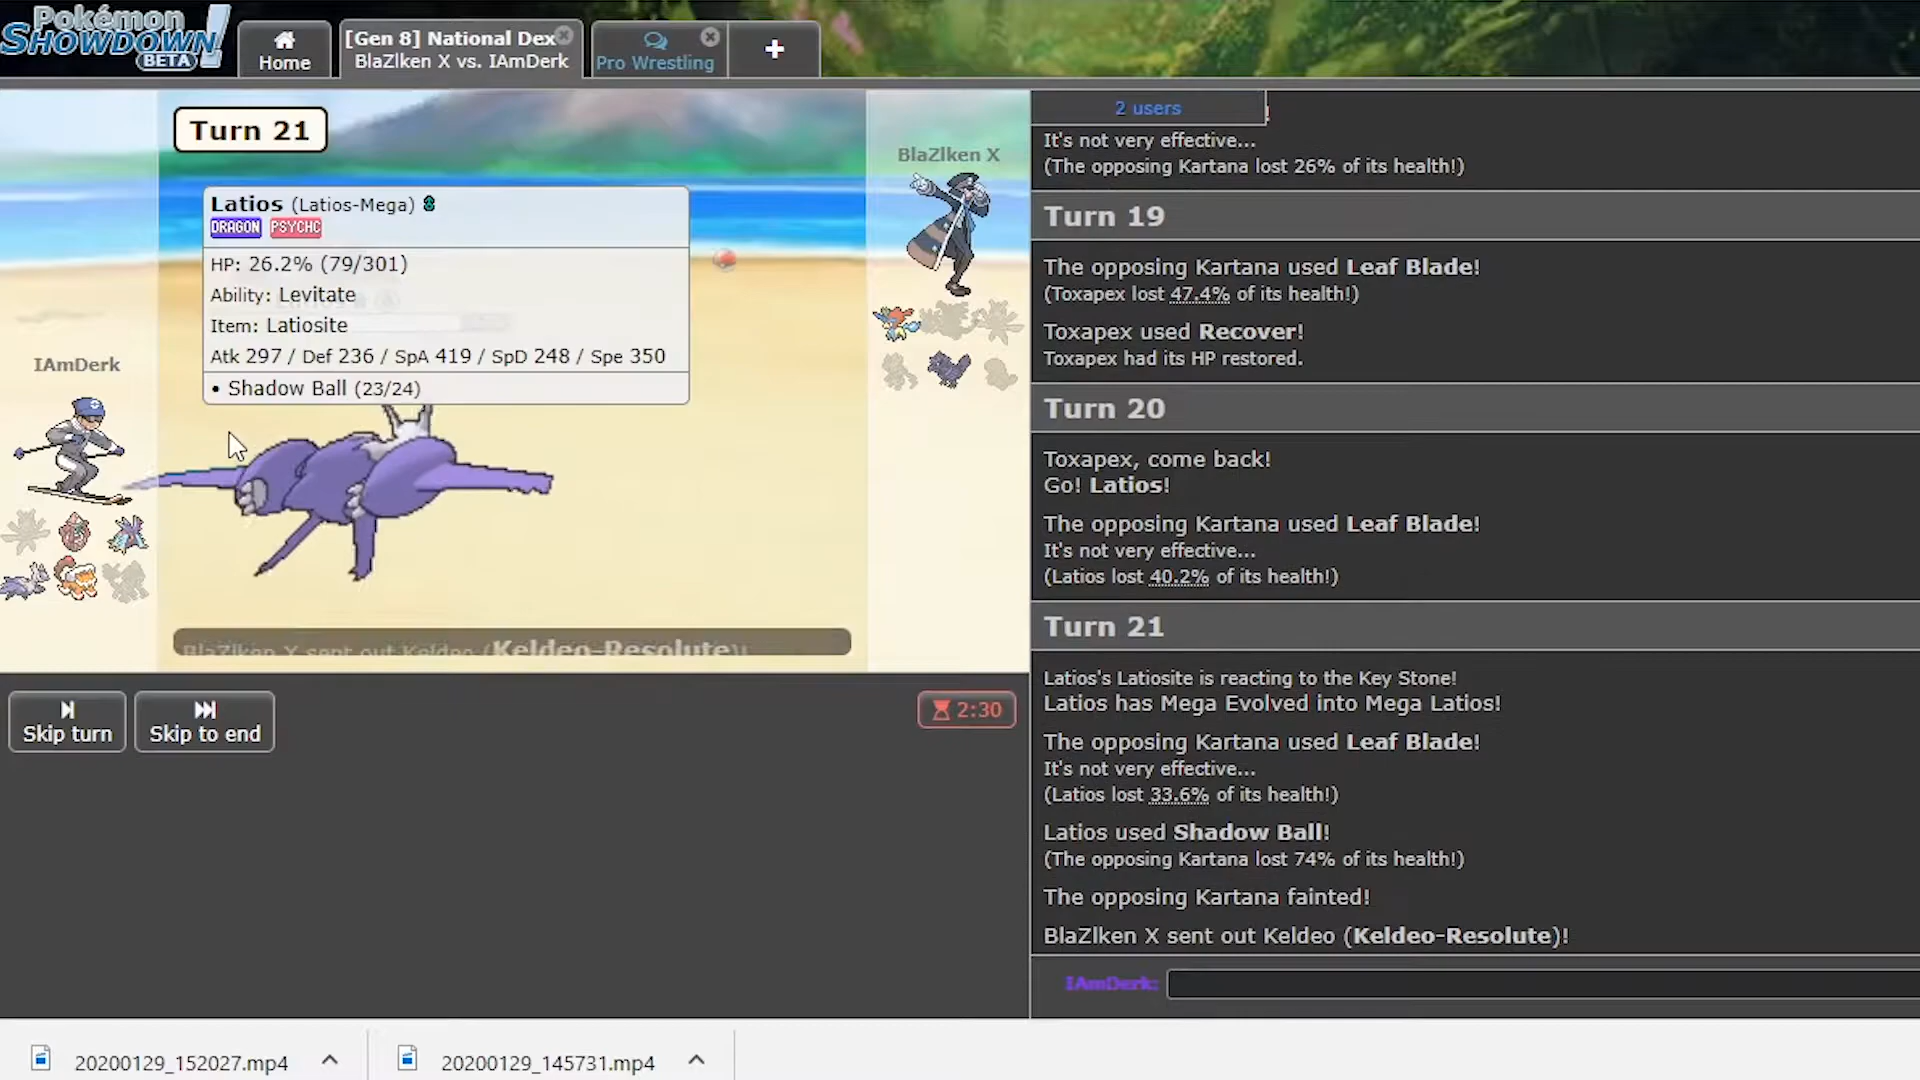 Pokémon
SHOWDOWN!
BETA
Home
[Gen 8] National Dex
BlaZlken X vs. IAmDerk
Pro Wrestling
+
Turn 21
Latios (Latios-Mega)
DRAGON PSYCHC
HP: 26.2% (79/301)
Ability: Levitate
Item: Latiosite
Atk 297 / Def 236 / SpA 419 / SpD 248 / Spe 350
• Shadow Ball (23/24)
BlaZlken X
IAmDerk
BlaZlken X sent out Keldeo (Keldeo-Resolute)!
Skip turn
Skip to end
2:30
2 users
It's not very effective...
(The opposing Kartana lost 26% of its health!)
Turn 19
The opposing Kartana used Leaf Blade!
(Toxapex lost 47.4% of its health!)
Toxapex used Recover!
Toxapex had its HP restored.
Turn 20
Toxapex, come back!
Go! Latios!
The opposing Kartana used Leaf Blade!
It's not very effective...
(Latios lost 40.2% of its health!)
Turn 21
Latios's Latiosite is reacting to the Key Stone!
Latios has Mega Evolved into Mega Latios!
The opposing Kartana used Leaf Blade!
It's not very effective...
(Latios lost 33.6% of its health!)
Latios used Shadow Ball!
(The opposing Kartana lost 74% of its health!)
The opposing Kartana fainted!
BlaZlken X sent out Keldeo (Keldeo-Resolute)!
IAmDerk:
20200129_152027.mp4
20200129_145731.mp4